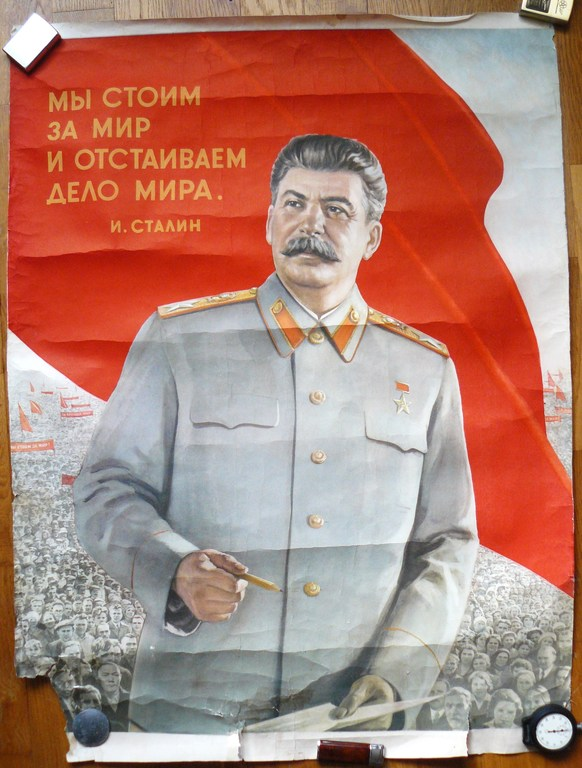 МЫ СТОИМ
ЗА МИР
И ОТСТАИВАЕМ
ДЕЛО МИРА.
И. СТАЛИН